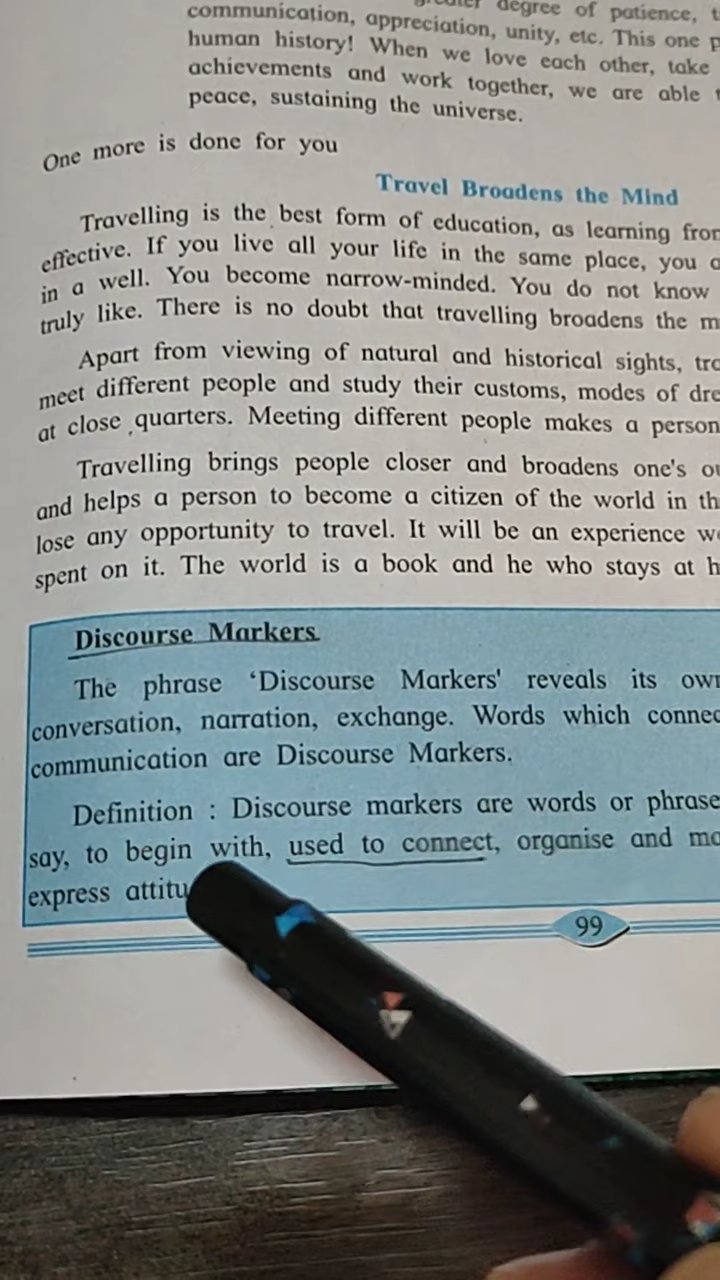 degree of patience,
communication, appreciation, unity, etc. This one
human history! When we love each other, take
achievements and work together, we are able
peace, sustaining the universe.
One more is done for you
Travel Broadens the Mind
Travelling is the best form of education, as learning
effective. If you live all your life in the same place, you
in a well. You become narrow-minded. You do not know
truly like. There is no doubt that travelling broadens the
Apart from viewing of natural and historical sights,
meet different people and study their customs, modes of
at close quarters. Meeting different people makes a person
Travelling brings people closer and broadens one's
and helps a person to become a citizen of the world in
lose any opportunity to travel. It will be an experience
spent on it. The world is a book and he who stays at
Discourse Markers
The phrase ‘Discourse Markers' reveals its
conversation, narration, exchange. Words which
communication are Discourse Markers.
Definition : Discourse markers are words or
say, to begin with, used to connect, organise and
express
99